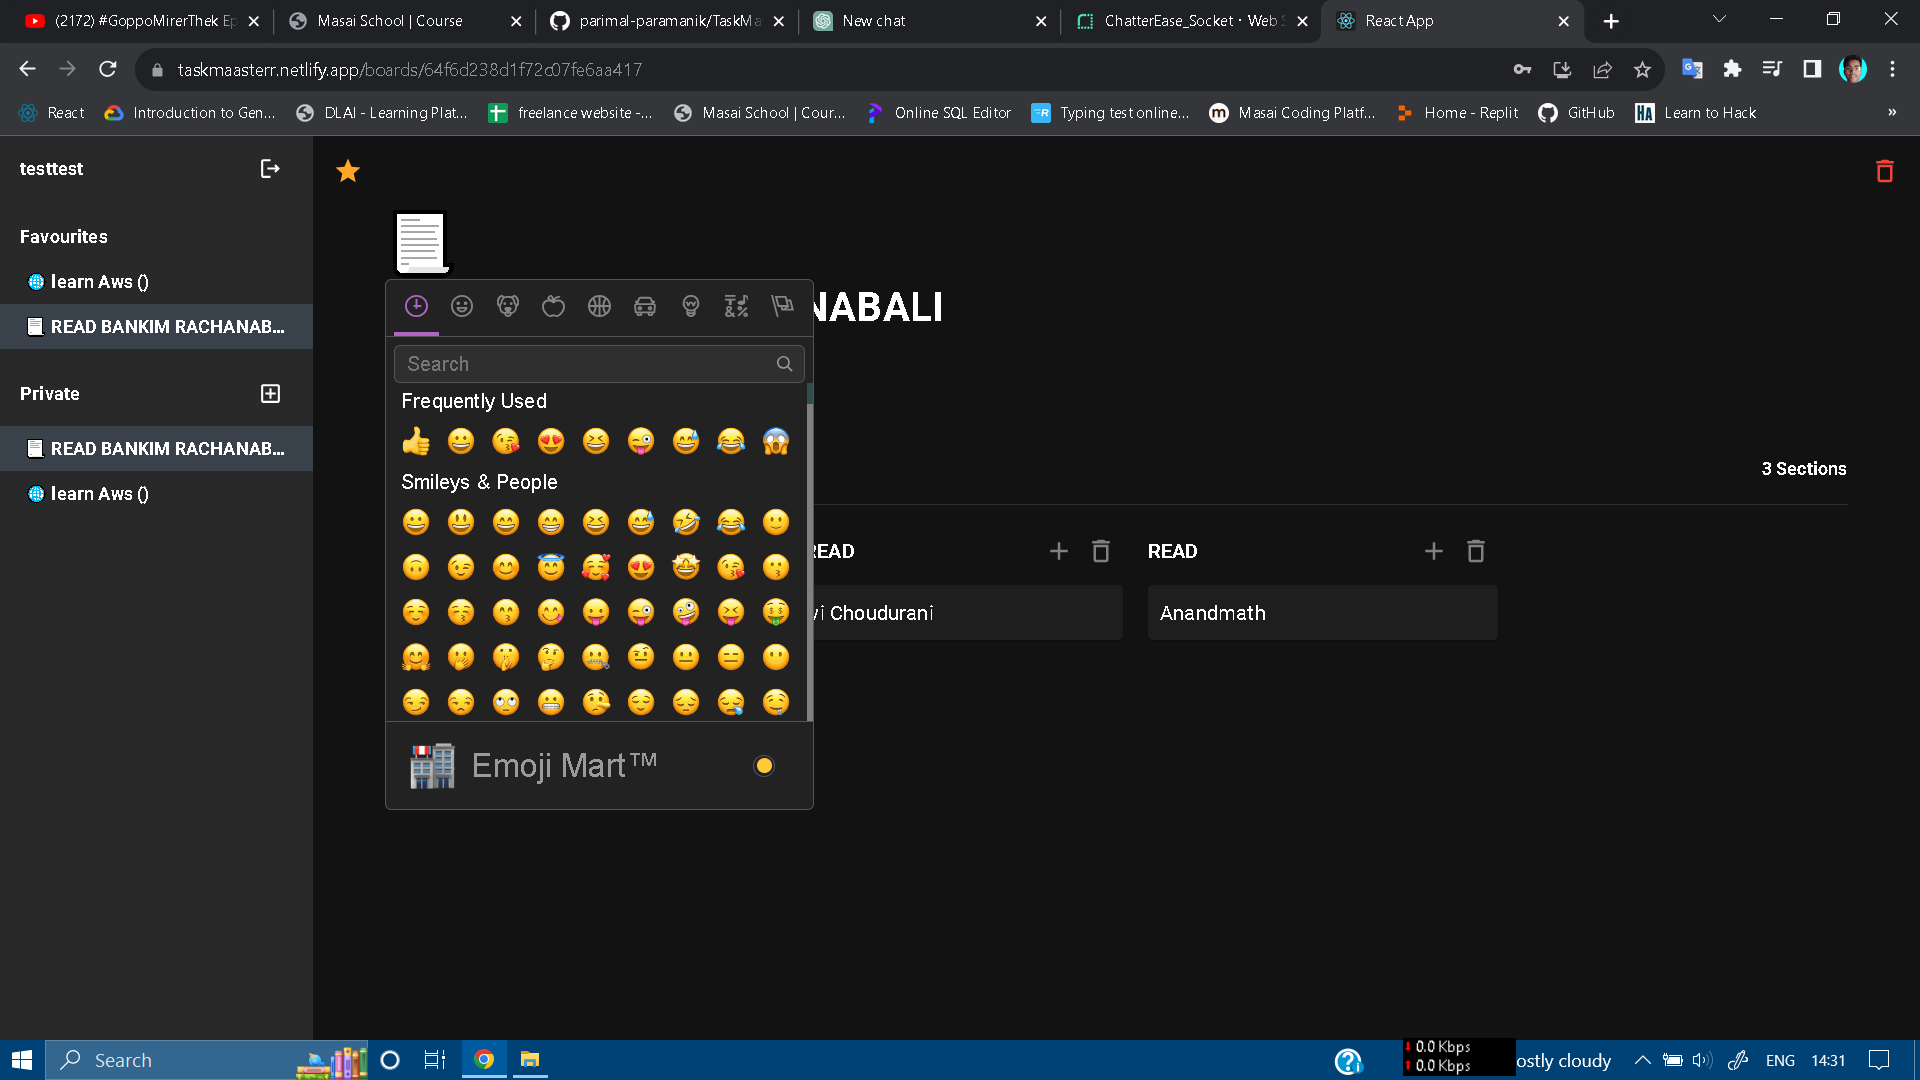 (2172) #GoppoMirerThek Ep
Masai School | Course
parimal-paramanik/TaskMa
New chat
ChatterEase_Socket · Web S
React App
taskmaasterr.netlify.app/boards/64f6d238d1f72c07fe6aa417
React
Introduction to Gen...
DLAI - Learning Plat...
freelance website -...
Masai School | Cour...
Online SQL Editor
Typing test online...
Masai Coding Platf...
Home - Replit
GitHub
HA
Learn to Hack
»
testtest
Favourites
learn Aws ()
READ BANKIM RACHANAB...
Private
READ BANKIM RACHANAB...
learn Aws ()
NABALI
Search
Frequently Used
Smileys & People
Emoji Mart™
3 Sections
READ
READ
vi Choudurani
Anandmath
Search
0.0 Kbps
0.0 Kbps
ostly cloudy
ENG
14:31